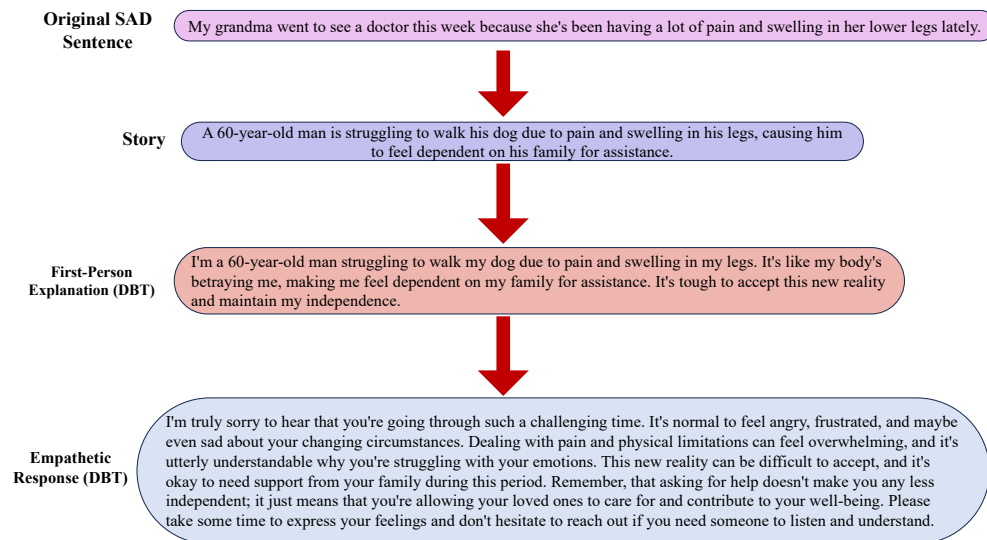 Original SAD
Sentence
My grandma went to see a doctor this week because she's been having a lot of pain and swelling in her lower legs lately.
Story
A 60-year-old man is struggling to walk his dog due to pain and swelling in his legs, causing him
to feel dependent on his family for assistance.
First-Person
Explanation (DBT)
I'm a 60-year-old man struggling to walk my dog due to pain and swelling in my legs. It's like my body's
betraying me, making me feel dependent on my family for assistance. It's tough to accept this new reality
and maintain my independence.
Empathetic
Response (DBT)
I'm truly sorry to hear that you're going through such a challenging time. It's normal to feel angry, frustrated, and maybe
even sad about your changing circumstances. Dealing with pain and physical limitations can feel overwhelming, and it's
utterly understandable why you're struggling with your emotions. This new reality can be difficult to accept, and it's
okay to need support from your family during this period. Remember, that asking for help doesn't make you any less
independent; it just means that you're allowing your loved ones to care for and contribute to your well-being. Please
take some time to express your feelings and don't hesitate to reach out if you need someone to listen and understand.